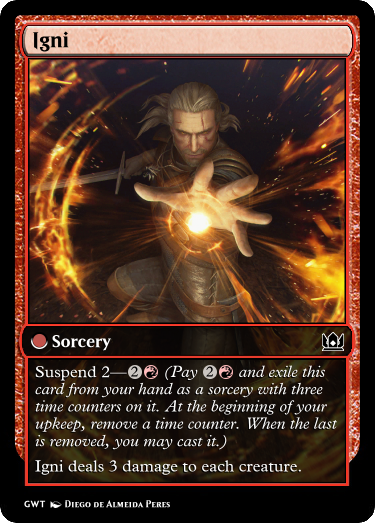 Igni
Sorcery
Suspend 2—2R (Pay 2R and exile this
card from your hand as a sorcery with three
time counters on it. At the beginning of your
upkeep, remove a time counter. When the last
is removed, you may cast it.)
Igni deals 3 damage to each creature.
GWT Diego de Almeida Peres